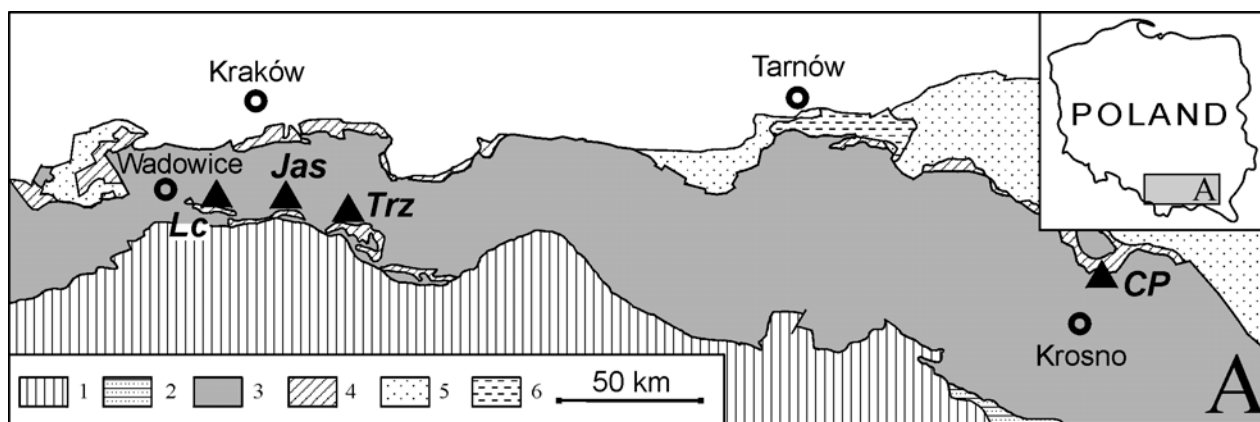 Kraków
Tarnów
POLAND
A
Wadowice
Jas
Trz
Lc
CP
Krosno
1 2 3 4 5 6 50 km
A